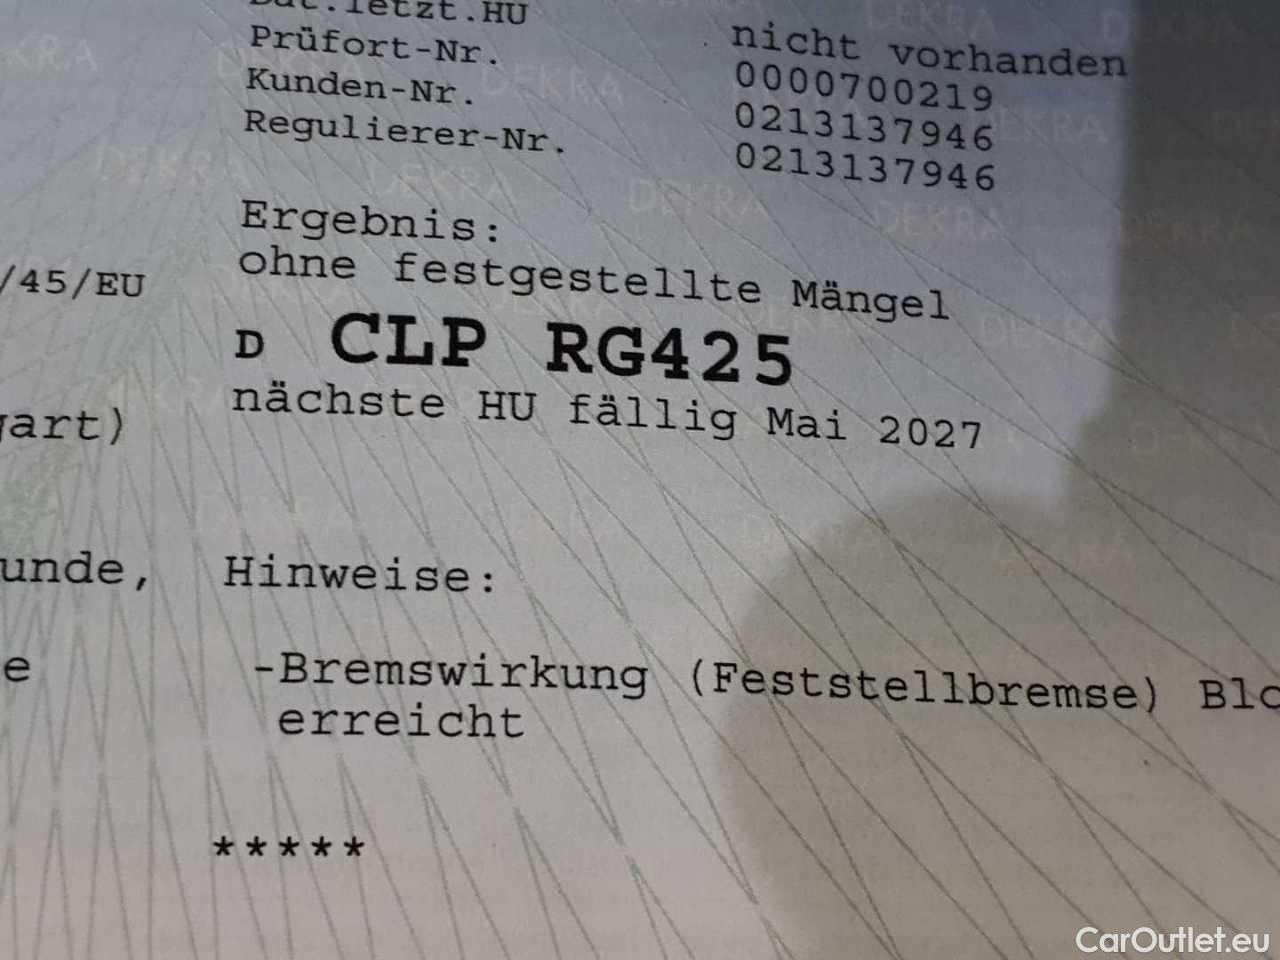 Dat.letzt.HU nicht vorhanden
Prüfort-Nr. 0000700219
Kunden-Nr. 0213137946
Regulierer-Nr. 0213137946
Ergebnis:
/45/EU ohne festgestellte Mängel
D CLP RG425
gart) nächste HU fällig Mai 2027
unde, Hinweise:
e -Bremswirkung (Feststellbremse) Blo
erreicht
*****
CarOutlet.eu